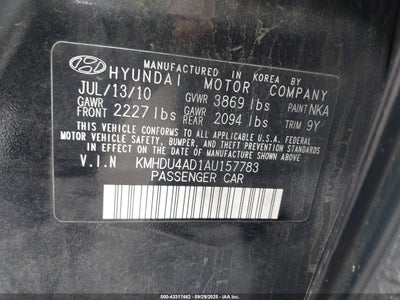 MANUFACTURED IN KOREA BY
HYUNDAI MOTOR COMPANY
JUL/13/10 GVWR 3869 lbs PAINT NKA
GAWR FRONT 2227 lbs GAWR REAR 2094 lbs TRIM 9Y
THIS VEHICLE CONFORMS TO ALL APPLICABLE U.S.A. FEDERAL
MOTOR VEHICLE SAFETY, BUMPER, AND THEFT PREVENTION STANDARDS
IN EFFECT ON THE DATE OF MANUFACTURE SHOWN ABOVE.
V.I.N KMHDU4AD1AU157783
PASSENGER CAR
000-43317462 - 09/29/2025 - IAA, Inc.